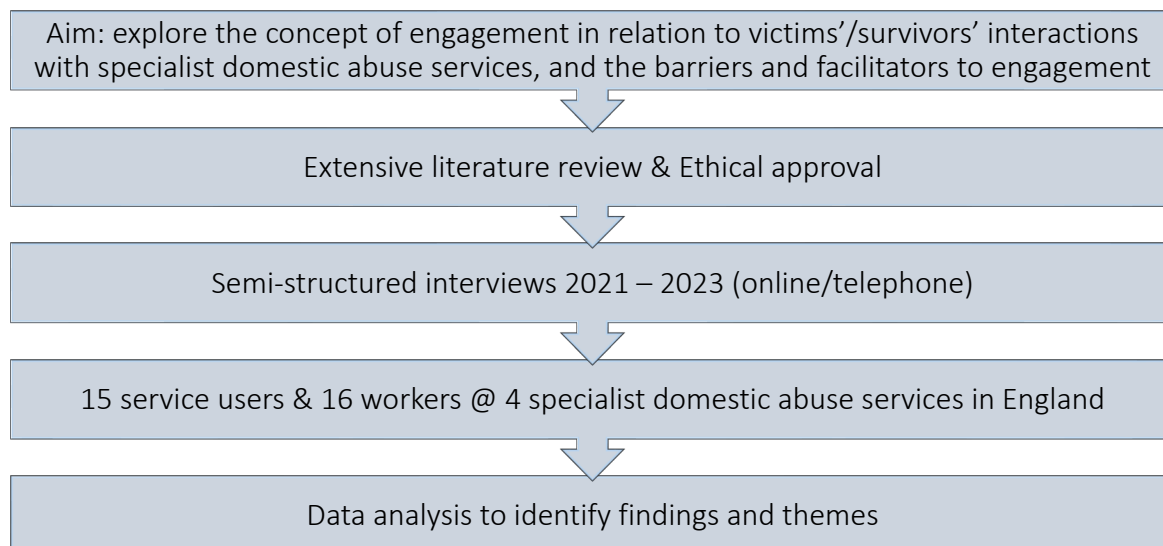 Aim: explore the concept of engagement in relation to victims’/survivors’ interactions
with specialist domestic abuse services, and the barriers and facilitators to engagement
Extensive literature review & Ethical approval
Semi-structured interviews 2021 – 2023 (online/telephone)
15 service users & 16 workers @ 4 specialist domestic abuse services in England
Data analysis to identify findings and themes